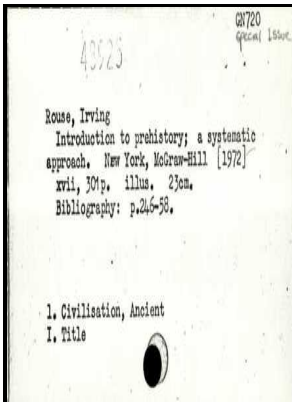 GN720
Special Issue
Rouse, Irving
Introduction to prehistory; a systematic
approach. New York, McGraw-Hill [1972]
xvii, 301p. illus. 23cm.
Bibliography: p.246-58.
1. Civilisation, Ancient
I. Title